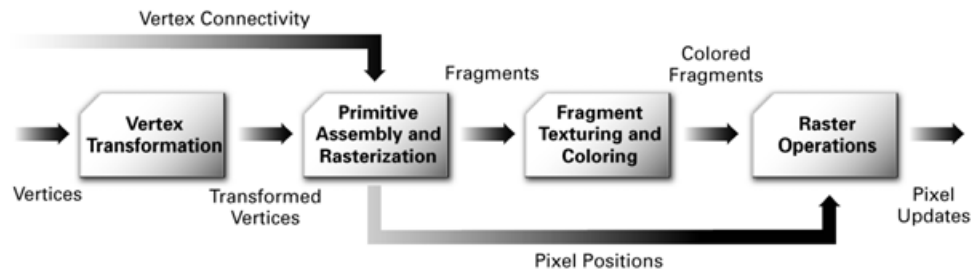 Vertex Connectivity
Vertices
Vertex
Transformation
Transformed
Vertices
Primitive
Assembly and
Rasterization
Fragments
Fragment
Texturing and
Coloring
Colored
Fragments
Raster
Operations
Pixel Positions
Pixel
Updates